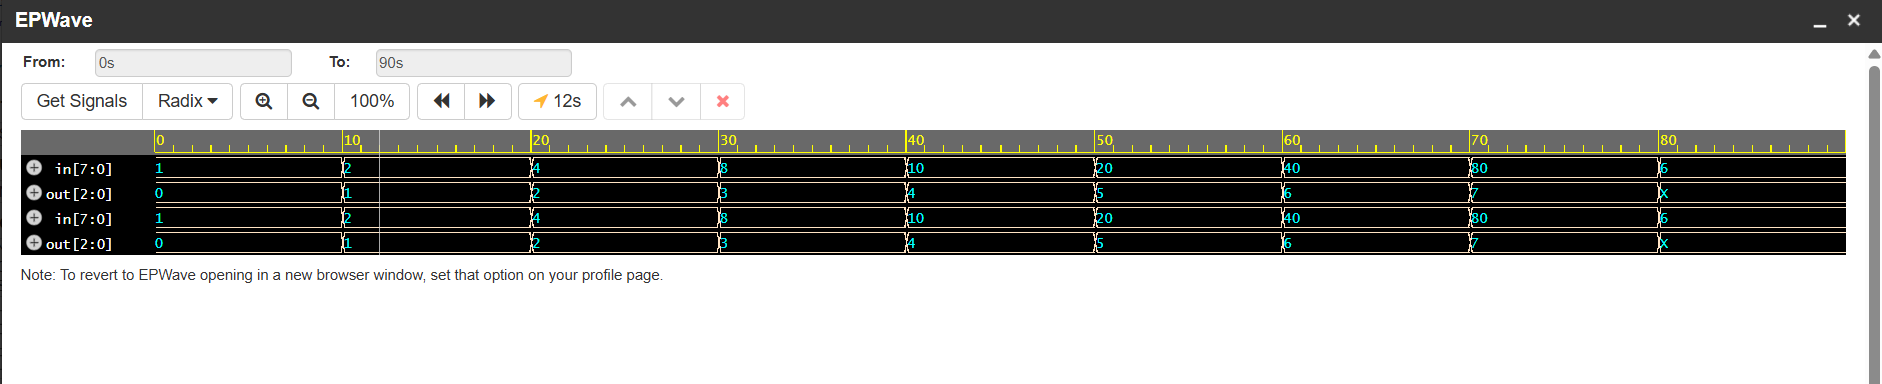 EPWave
From: 0s To: 90s
Get Signals Radix 100% 12s
0 10 20 30 40 50 60 70 80
in[7:0] 1 2 4 8 10 20 40 80 6
out[2:0] 0 1 2 3 4 5 6 7 x
in[7:0] 1 2 4 8 10 20 40 80 6
out[2:0] 0 1 2 3 4 5 6 7 x
Note: To revert to EPWave opening in a new browser window, set that option on your profile page.